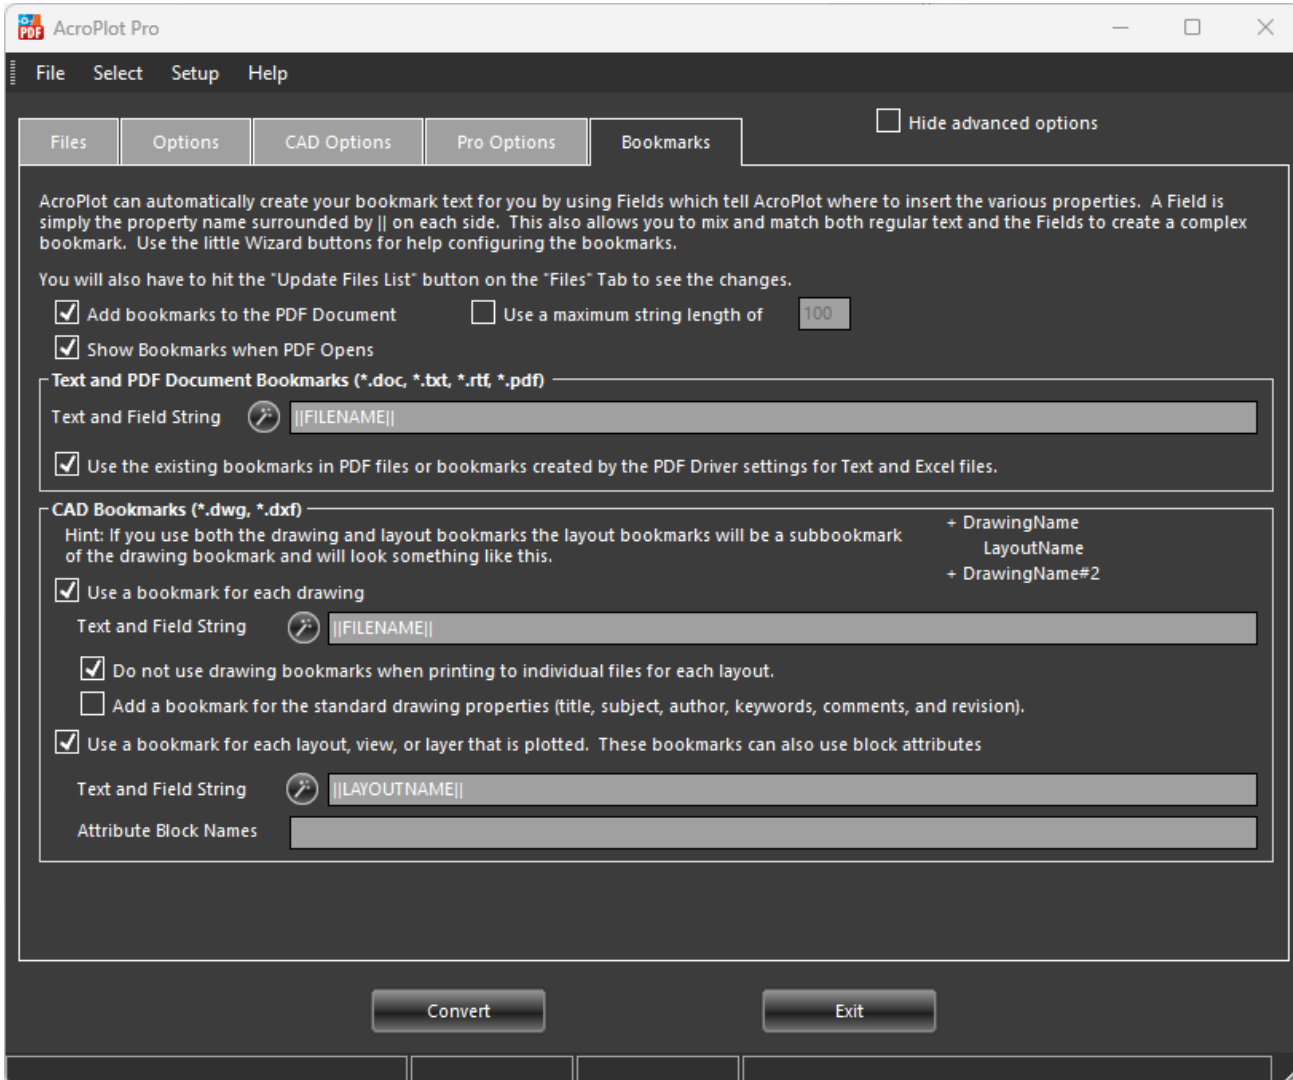 AcroPlot Pro
File Select Setup Help
Hide advanced options
Files Options CAD Options Pro Options Bookmarks
AcroPlot can automatically create your bookmark text for you by using Fields which tell AcroPlot where to insert the various properties. A Field is
simply the property name surrounded by || on each side. This also allows you to mix and match both regular text and the Fields to create a complex
bookmark. Use the little Wizard buttons for help configuring the bookmarks.
You will also have to hit the "Update Files List" button on the "Files" Tab to see the changes.
Add bookmarks to the PDF Document Use a maximum string length of 100
Show Bookmarks when PDF Opens
Text and PDF Document Bookmarks (*.doc, *.txt, *.rtf, *.pdf)
Text and Field String ||FILENAME||
Use the existing bookmarks in PDF files or bookmarks created by the PDF Driver settings for Text and Excel files.
CAD Bookmarks (*.dwg, *.dxf)
Hint: If you use both the drawing and layout bookmarks the layout bookmarks will be a subbookmark
of the drawing bookmark and will look something like this.
+ DrawingName
LayoutName
+ DrawingName#2
Use a bookmark for each drawing
Text and Field String ||FILENAME||
Do not use drawing bookmarks when printing to individual files for each layout.
Add a bookmark for the standard drawing properties (title, subject, author, keywords, comments, and revision).
Use a bookmark for each layout, view, or layer that is plotted. These bookmarks can also use block attributes
Text and Field String ||LAYOUTNAME||
Attribute Block Names
Convert Exit